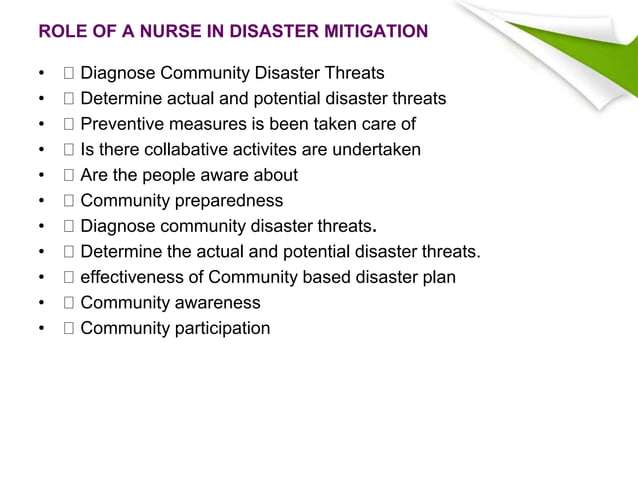 ROLE OF A NURSE IN DISASTER MITIGATION
• □ Diagnose Community Disaster Threats
• □ Determine actual and potential disaster threats
• □ Preventive measures is been taken care of
• □ Is there collabative activites are undertaken
• □ Are the people aware about
• □ Community preparedness
• □ Diagnose community disaster threats.
• □ Determine the actual and potential disaster threats.
• □ effectiveness of Community based disaster plan
• □ Community awareness
• □ Community participation